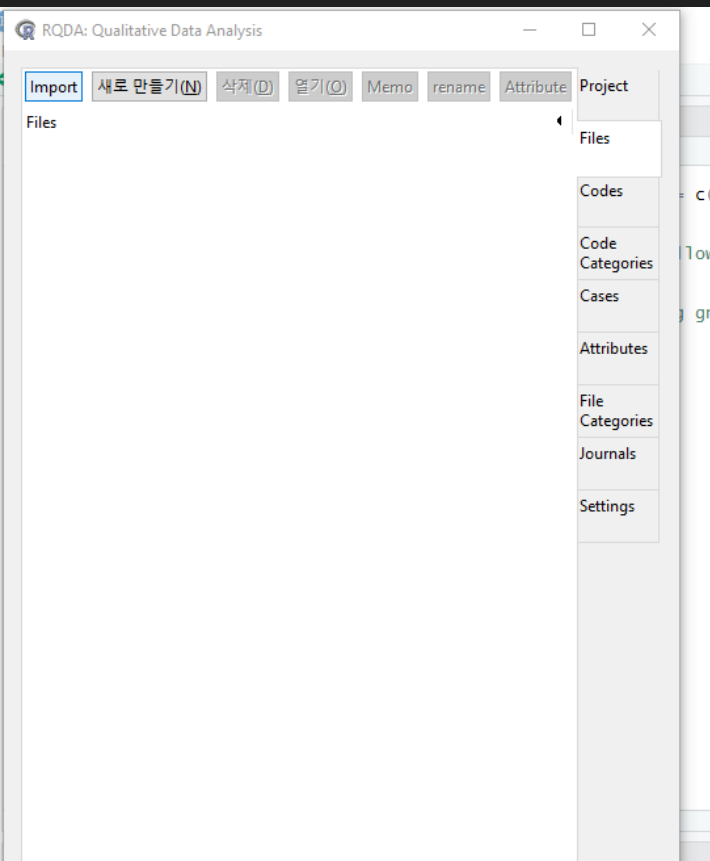 RQDA: Qualitative Data Analysis
Import 새로 만들기(N) 삭제(D) 열기(O) Memo rename Attribute
Files
Project
Files
Codes
Code
Categories
Cases
Attributes
File
Categories
Journals
Settings